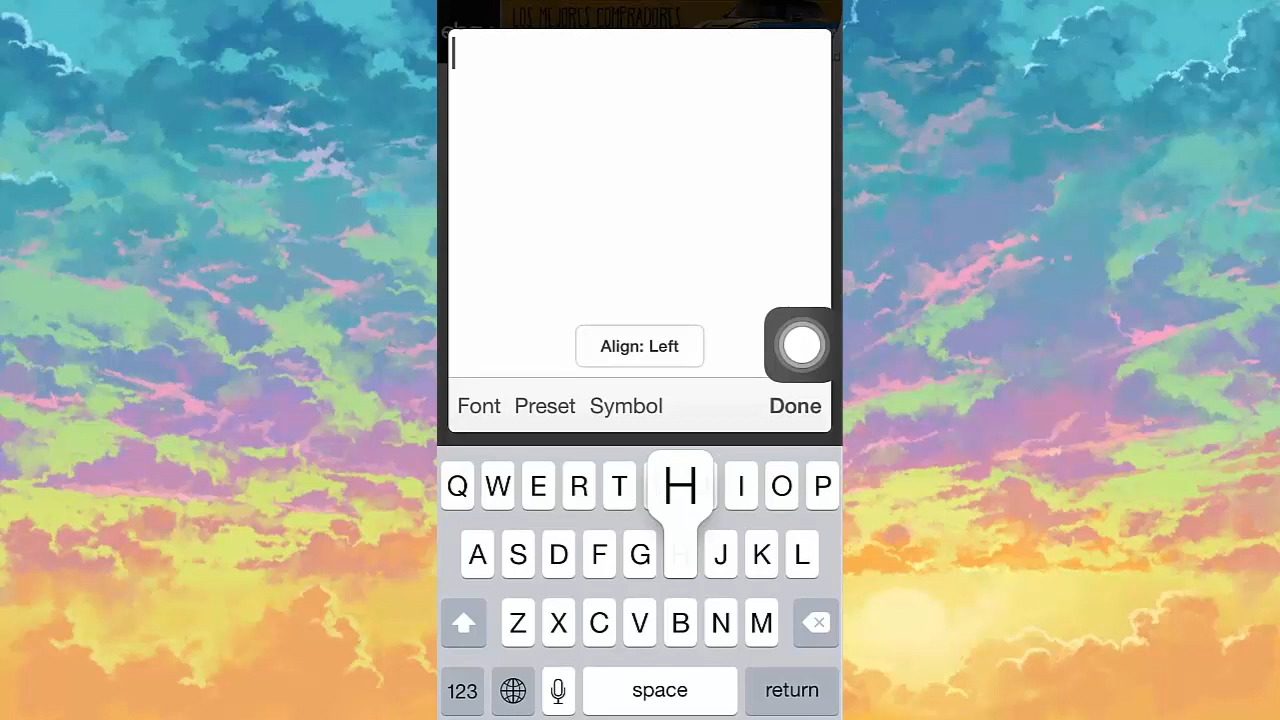 LOS MEJORES COMPRADORES
Align: Left
Font Preset Symbol Done
Q W E R T H I O P
A S D F G H J K L
Z X C V B N M
123 space return